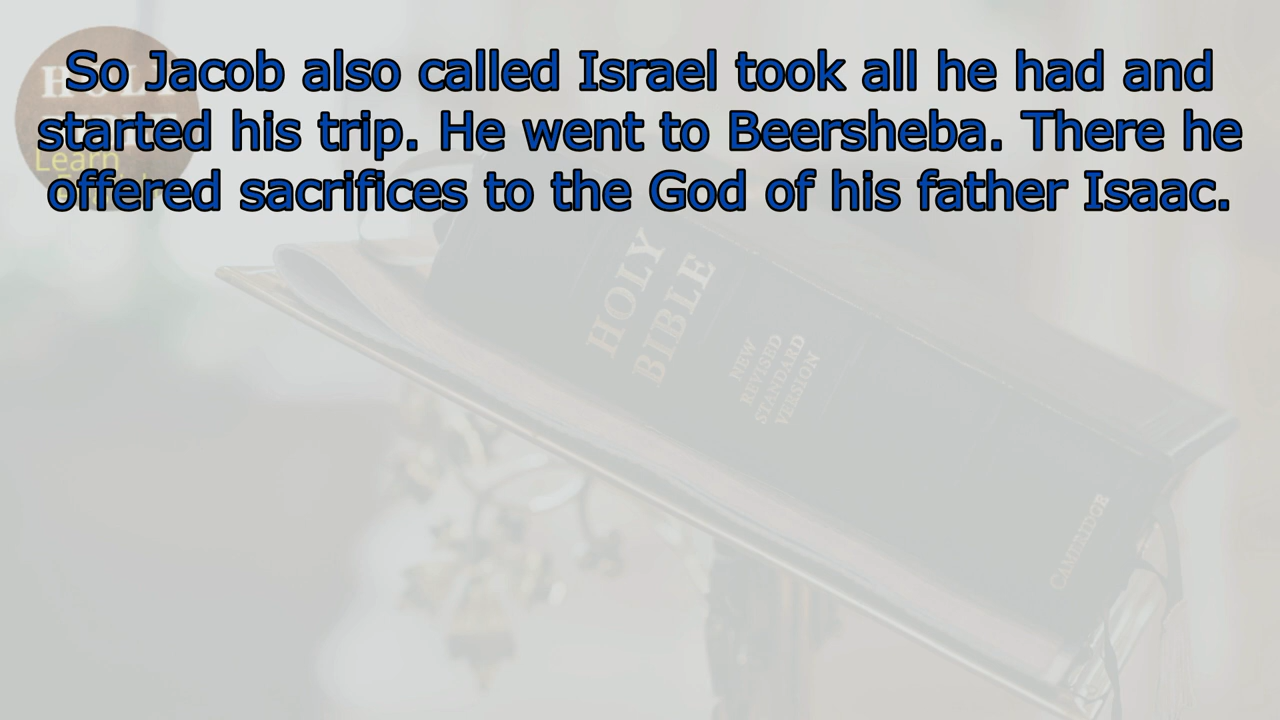 So Jacob also called Israel took all he had and
started his trip. He went to Beersheba. There he
offered sacrifices to the God of his father Isaac.
HOLY
Learn
HOLY
BIBLE
NEW
REVISED
STANDARD
VERSION
CAMBRIDGE